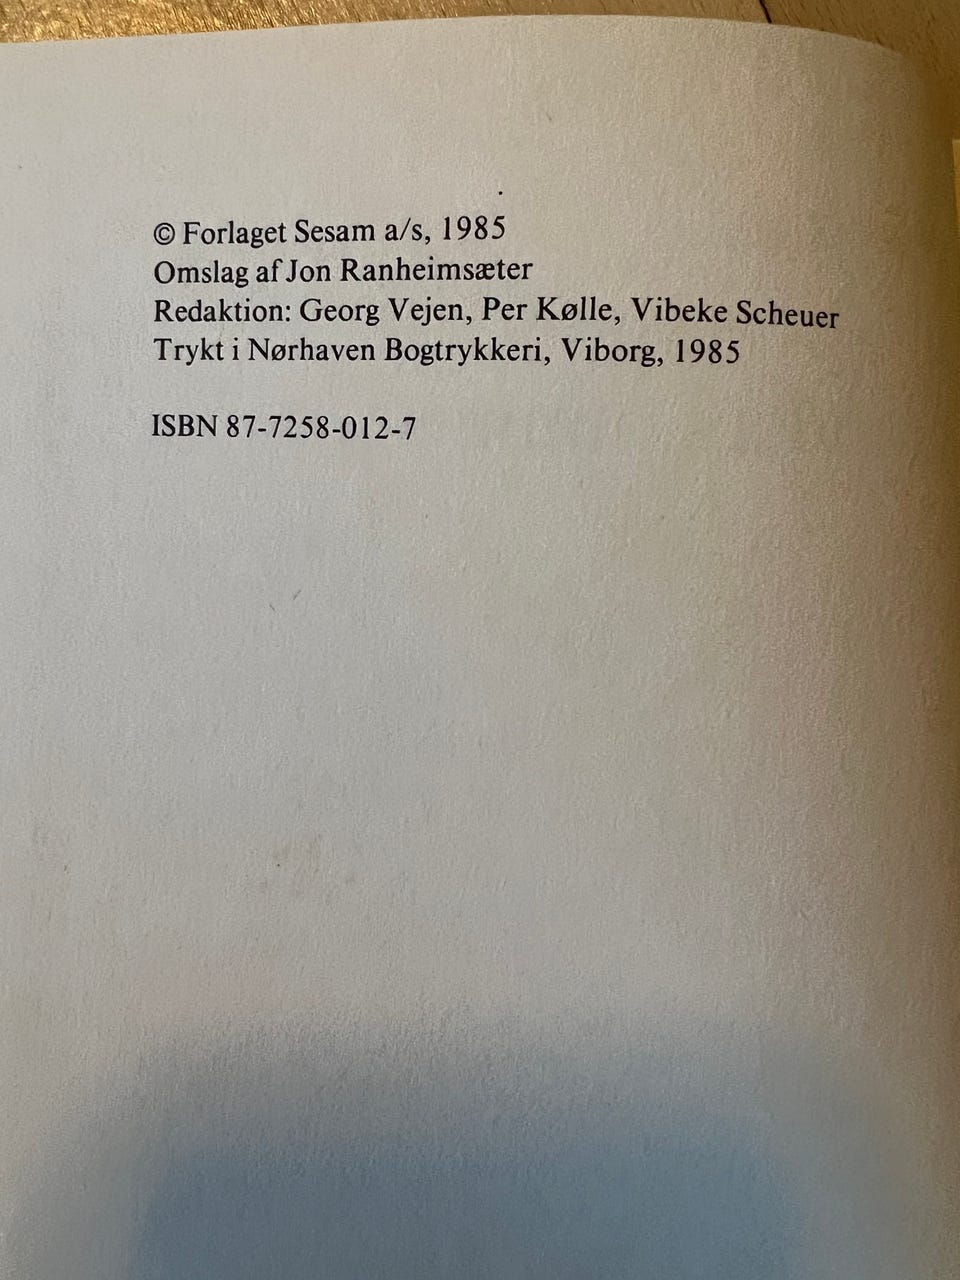 © Forlaget Sesam a/s, 1985
Omslag af Jon Ranheimsæter
Redaktion: Georg Vejen, Per Kølle, Vibeke Scheuer
Trykt i Nørhaven Bogtrykkeri, Viborg, 1985
ISBN 87-7258-012-7